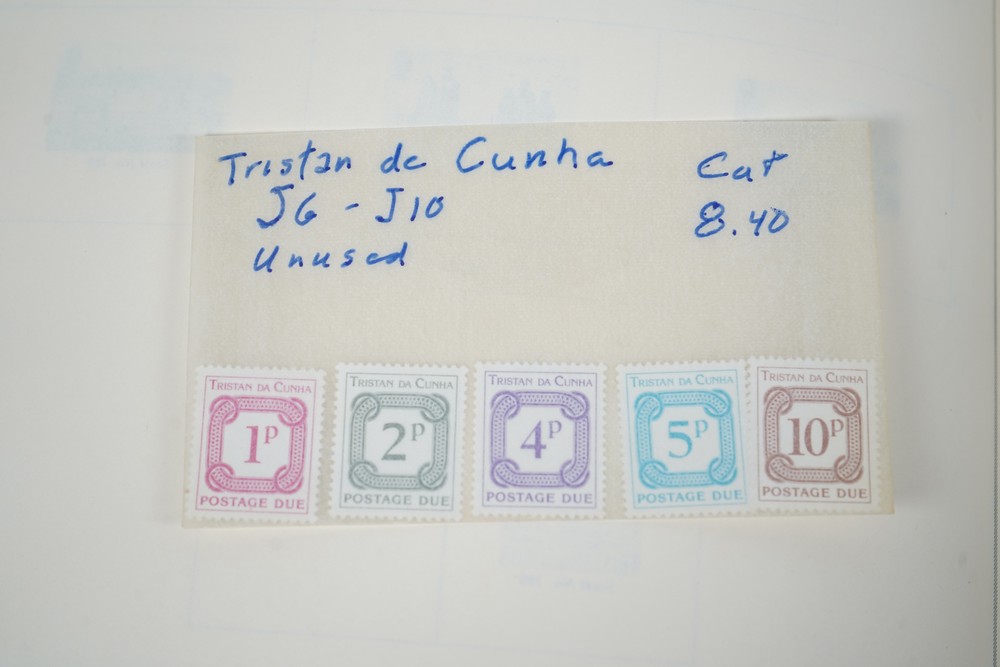 Tristan de Cunha
J6 - J10
Unused
Cat
8.40
TRISTAN DA CUNHA
1P
POSTAGE DUE
TRISTAN DA CUNHA
2P
POSTAGE DUE
TRISTAN DA CUNHA
4P
POSTAGE DUE
TRISTAN DA CUNHA
5P
POSTAGE DUE
TRISTAN DA CUNHA
10P
POSTAGE DUE